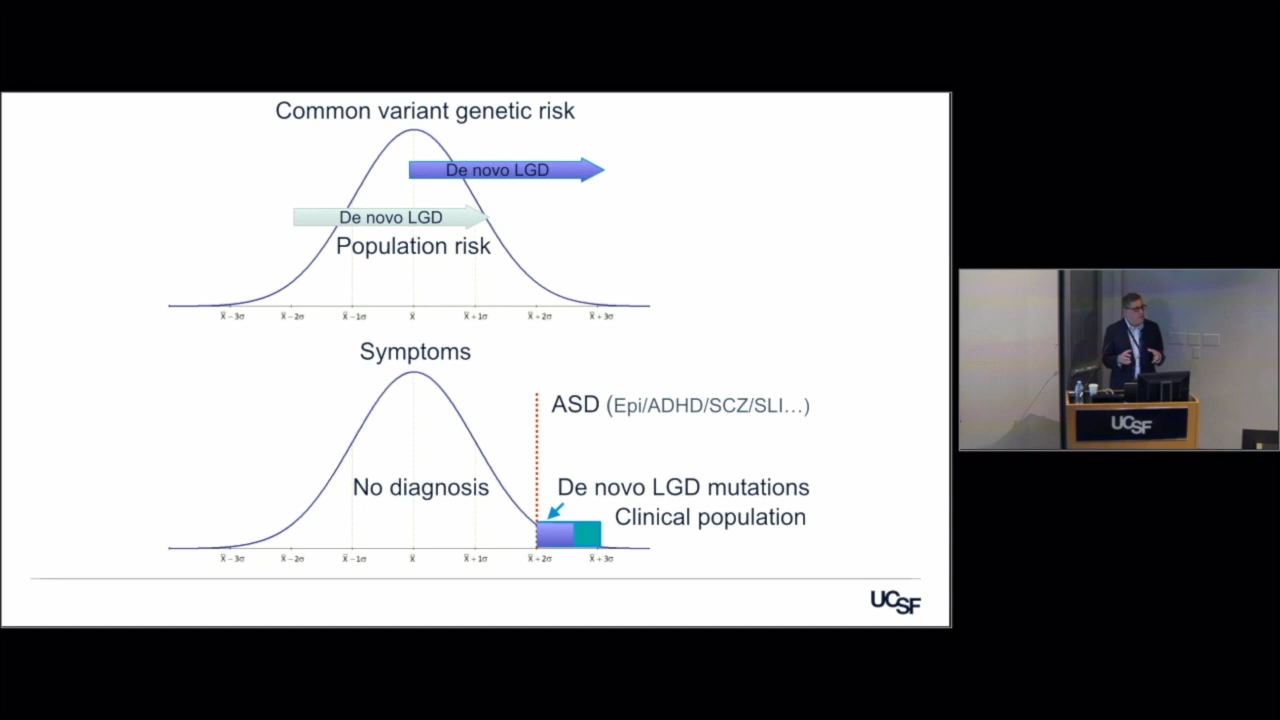 Common variant genetic risk
De novo LGD
De novo LGD
Population risk
X̄ − 3σ X̄ − 2σ X̄ − 1σ X̄ X̄ + 1σ X̄ + 2σ X̄ + 3σ
Symptoms
ASD (Epi/ADHD/SCZ/SLI…)
No diagnosis
De novo LGD mutations
Clinical population
X̄ − 3σ X̄ − 2σ X̄ − 1σ X̄ X̄ + 1σ X̄ + 2σ X̄ + 3σ
UCSF
UCSF